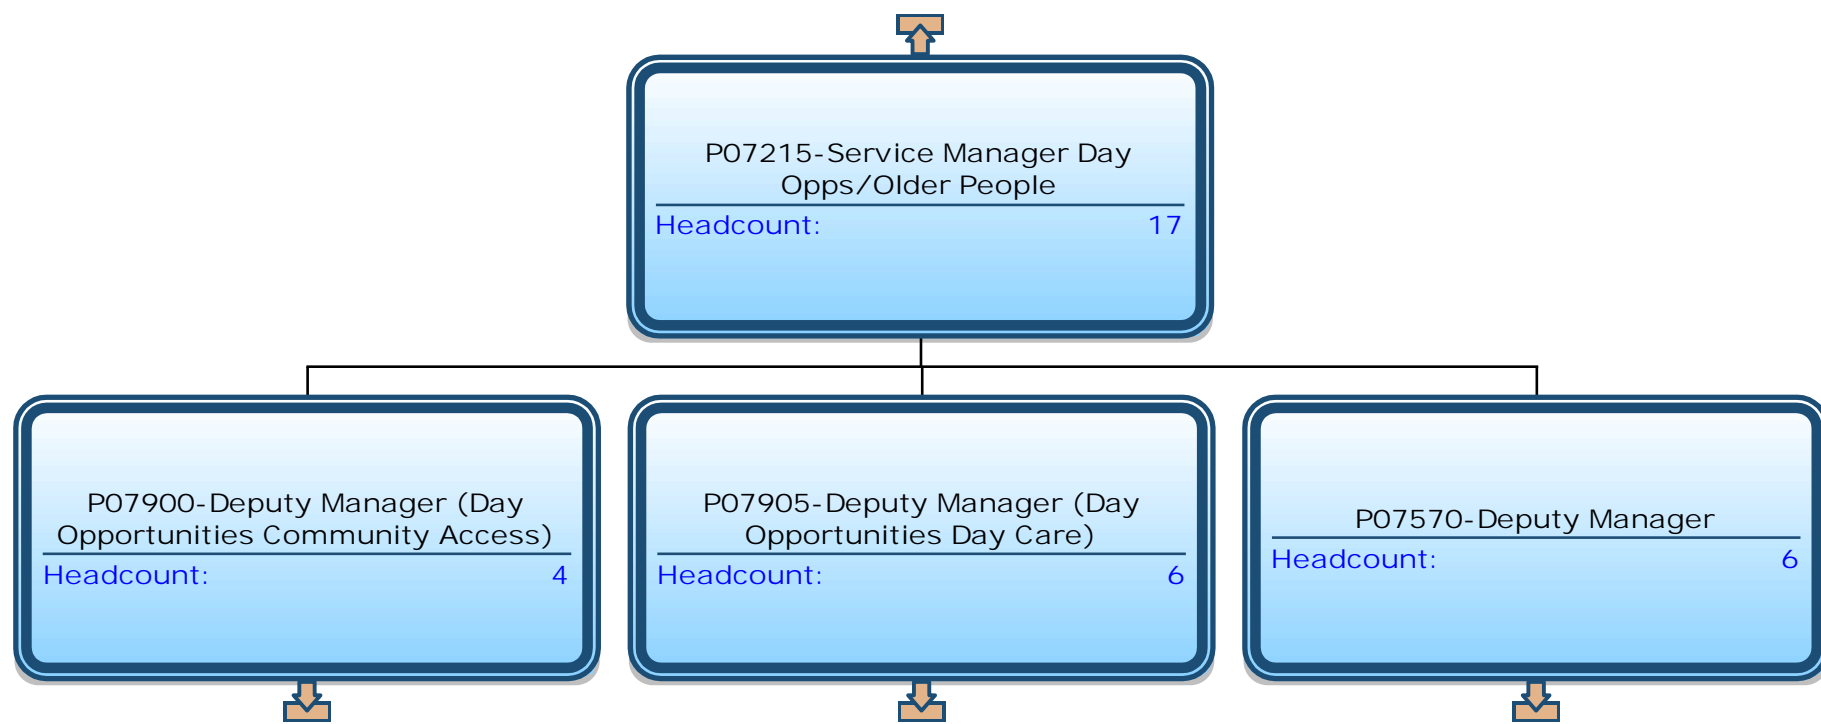 P07215-Service Manager Day
Opps/Older People
Headcount: 17
P07900-Deputy Manager (Day
Opportunities Community Access)
Headcount: 4
P07905-Deputy Manager (Day
Opportunities Day Care)
Headcount: 6
P07570-Deputy Manager
Headcount: 6